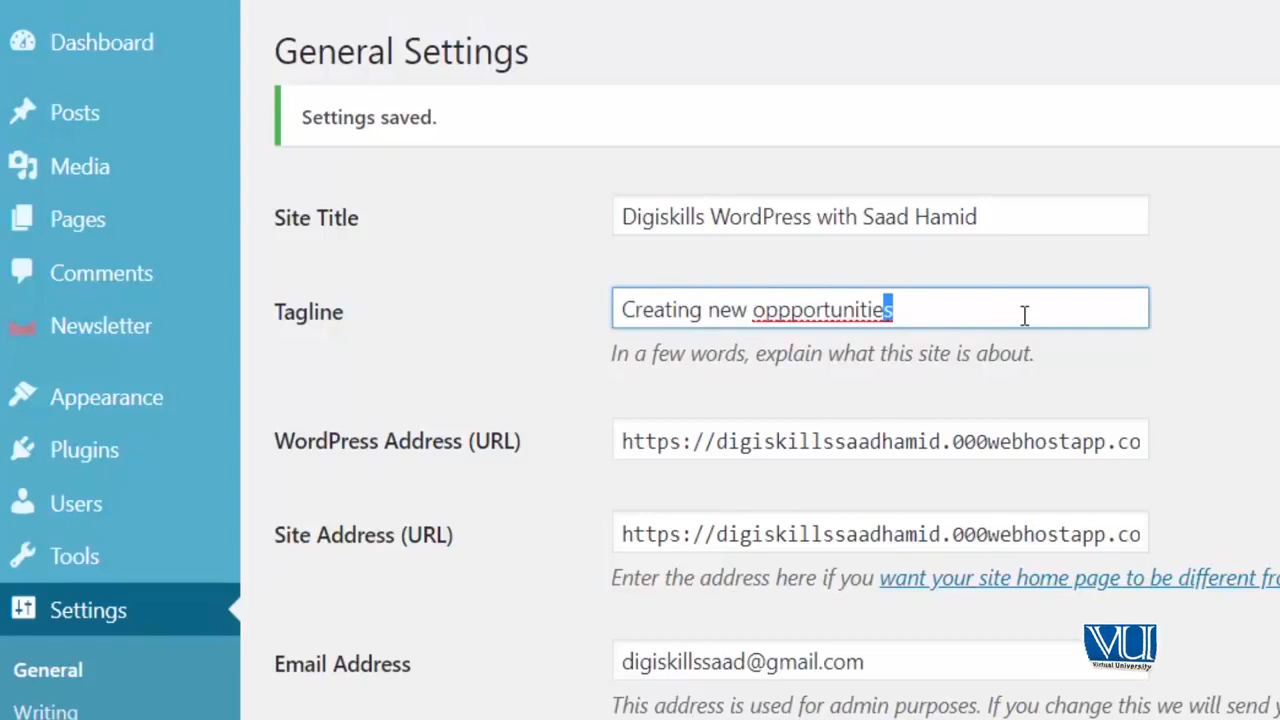 Dashboard
General Settings
Posts
Settings saved.
Media
Site Title
Digiskills WordPress with Saad Hamid
Pages
Comments
Tagline
Creating new oppportunities
Newsletter
In a few words, explain what this site is about.
Appearance
WordPress Address (URL)
https://digiskillssaadhamid.000webhostapp.co
Plugins
Users
Site Address (URL)
https://digiskillssaadhamid.000webhostapp.co
Tools
Enter the address here if you want your site home page to be different fro
Settings
VU
Virtual University
General
Email Address
digiskillssaad@gmail.com
This address is used for admin purposes. If you change this we will send y
Writing